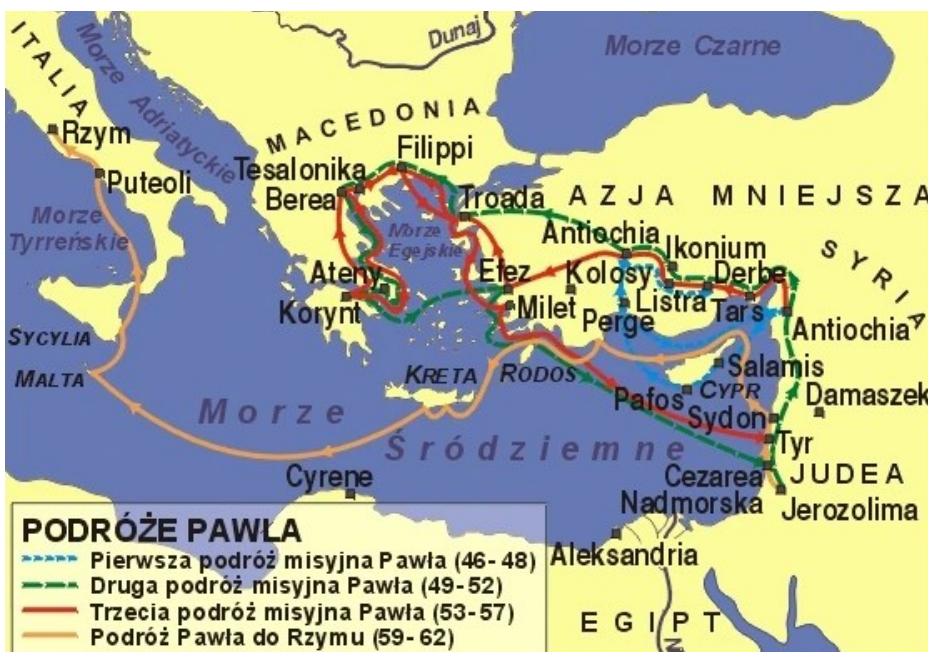 Dunaj
Morze Czarne
ITALIA
Morze Adriatyckie
MACEDONIA
Rzym
Filippi
Tesalonika
Puteoli
Berea
Troada
AZJA MNIEJSZA
Morze
Tyrreńskie
Morze
Egejskie
Antiochia
Ikonium
SYRIA
Ateny
Efez
Kolosy
Derbe
Korynt
Milet
Listra
Tars
Perge
Antiochia
SYCYLIA
MALTA
KRETA
RODOS
Salamis
CYPR
Pafos
Damaszek
Sydon
Morze
Śródziemne
Tyr
Cyrene
Cezarea
Nadmorska
JUDEA
Jerozolima
Aleksandria
EGIPT
N
PODRÓŻE PAWŁA
Pierwsza podróż misyjna Pawła (46-48)
Druga podróż misyjna Pawła (49-52)
Trzecia podróż misyjna Pawła (53-57)
Podróż Pawła do Rzymu (59-62)